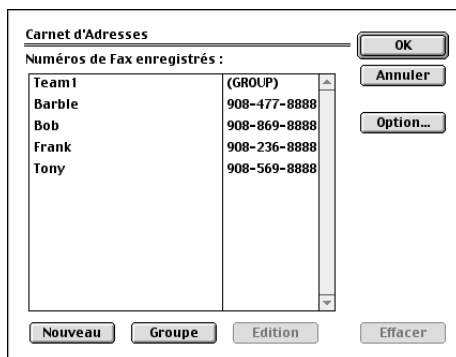 Carnet d'Adresses
OK
Numéros de Fax enregistrés :
Annuler
Team1 (GROUP)
Barble 908-477-8888
Bob 908-869-8888
Option...
Frank 908-236-8888
Tony 908-569-8888
Nouveau Groupe Edition Effacer